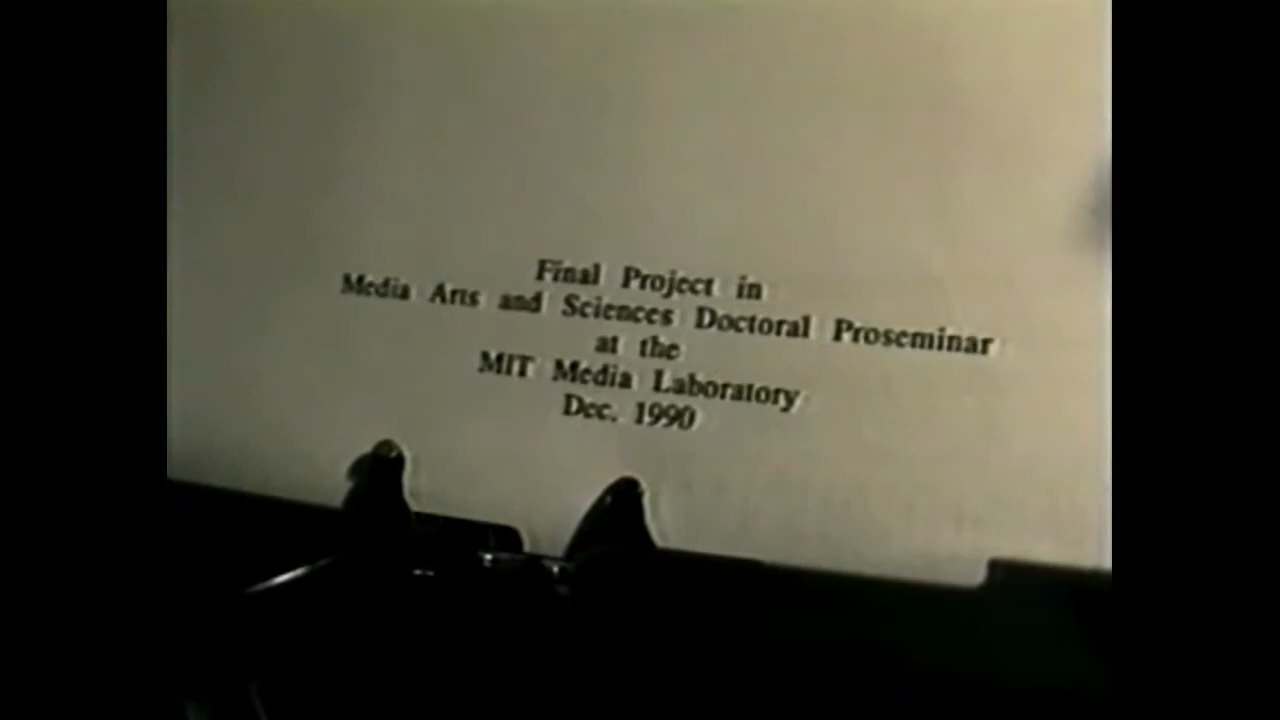 Final Project in
Media Arts and Sciences Doctoral Proseminar
at the
MIT Media Laboratory
Dec. 1990